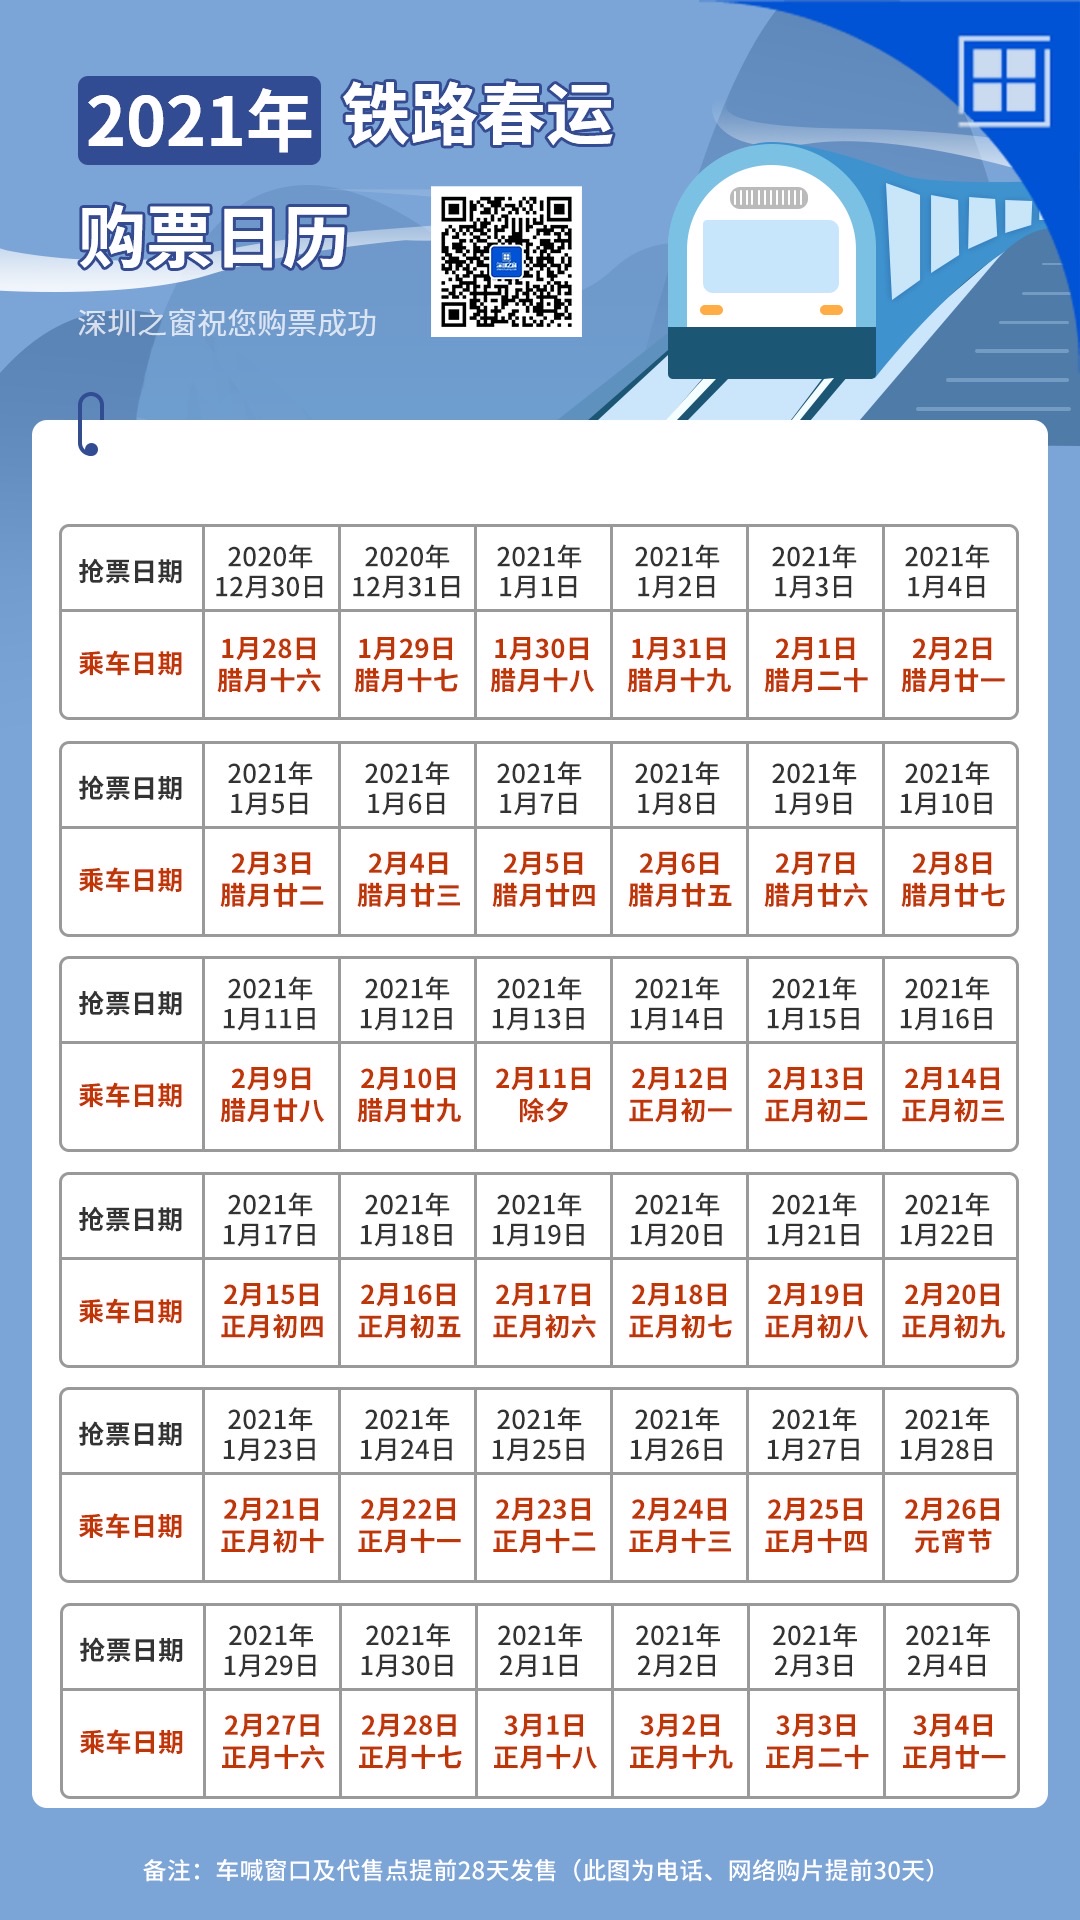 2021年 铁路春运
购票日历
深圳之窗祝您购票成功
抢票日期 2020年 2020年 2021年 2021年 2021年 2021年
12月30日 12月31日 1月1日 1月2日 1月3日 1月4日
乘车日期 1月28日 1月29日 1月30日 1月31日 2月1日 2月2日
腊月十六 腊月十七 腊月十八 腊月十九 腊月二十 腊月廿一
抢票日期 2021年 2021年 2021年 2021年 2021年 2021年
1月5日 1月6日 1月7日 1月8日 1月9日 1月10日
乘车日期 2月3日 2月4日 2月5日 2月6日 2月7日 2月8日
腊月廿二 腊月廿三 腊月廿四 腊月廿五 腊月廿六 腊月廿七
抢票日期 2021年 2021年 2021年 2021年 2021年 2021年
1月11日 1月12日 1月13日 1月14日 1月15日 1月16日
乘车日期 2月9日 2月10日 2月11日 2月12日 2月13日 2月14日
腊月廿八 腊月廿九 除夕 正月初一 正月初二 正月初三
抢票日期 2021年 2021年 2021年 2021年 2021年 2021年
1月17日 1月18日 1月19日 1月20日 1月21日 1月22日
乘车日期 2月15日 2月16日 2月17日 2月18日 2月19日 2月20日
正月初四 正月初五 正月初六 正月初七 正月初八 正月初九
抢票日期 2021年 2021年 2021年 2021年 2021年 2021年
1月23日 1月24日 1月25日 1月26日 1月27日 1月28日
乘车日期 2月21日 2月22日 2月23日 2月24日 2月25日 2月26日
正月初十 正月十一 正月十二 正月十三 正月十四 元宵节
抢票日期 2021年 2021年 2021年 2021年 2021年 2021年
1月29日 1月30日 2月1日 2月2日 2月3日 2月4日
乘车日期 2月27日 2月28日 3月1日 3月2日 3月3日 3月4日
正月十六 正月十七 正月十八 正月十九 正月二十 正月廿一
备注：车喊窗口及代售点提前28天发售（此图为电话、网络购片提前30天）